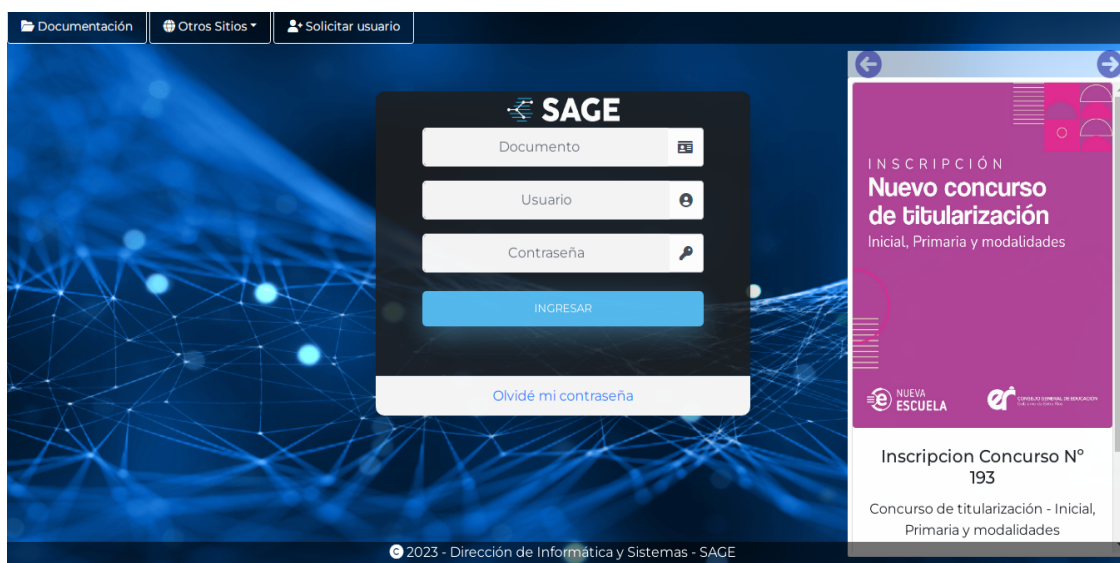 Documentación
Otros Sitios
Solicitar usuario
SAGE
Documento
Usuario
Contraseña
INGRESAR
Olvidé mi contraseña
INSCRIPCIÓN
Nuevo concurso
de titularización
Inicial, Primaria y modalidades
NUEVA
ESCUELA
er
CONSEJO GENERAL DE EDUCACIÓN
Inscripcion Concurso Nº
193
Concurso de titularización - Inicial,
Primaria y modalidades
2023 - Dirección de Informática y Sistemas - SAGE